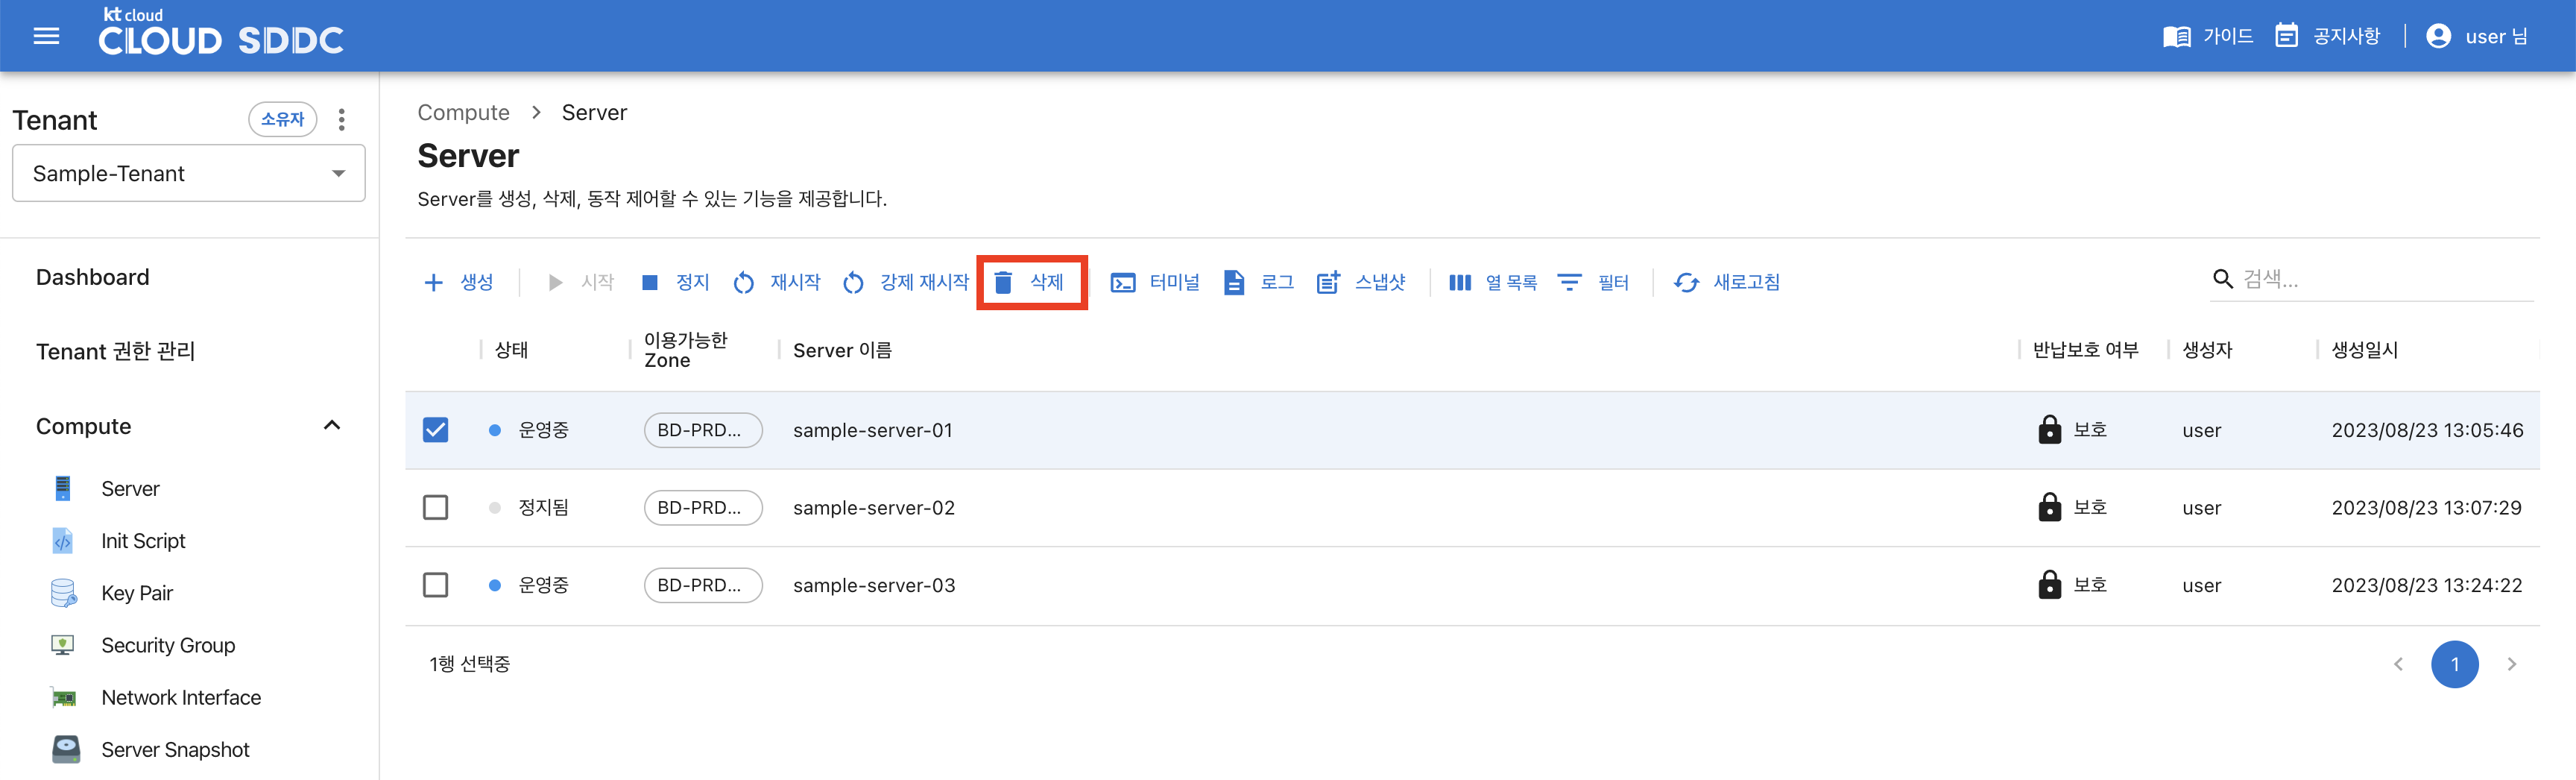 kt cloud
CLOUD SDDC
가이드
공지사항
user 님
Tenant
소유자
Sample-Tenant
Dashboard
Tenant 권한 관리
Compute
Server
Init Script
Key Pair
Security Group
Network Interface
Server Snapshot
Compute > Server
Server
Server를 생성, 삭제, 동작 제어할 수 있는 기능을 제공합니다.
생성 시작 정지 재시작 강제 재시작 삭제 터미널 로그 스냅샷 열 목록 필터 새로고침 검색...
상태 이용가능한 Zone Server 이름 반납보호 여부 생성자 생성일시
운영중 BD-PRD... sample-server-01 보호 user 2023/08/23 13:05:46
정지됨 BD-PRD... sample-server-02 보호 user 2023/08/23 13:07:29
운영중 BD-PRD... sample-server-03 보호 user 2023/08/23 13:24:22
1행 선택중
1